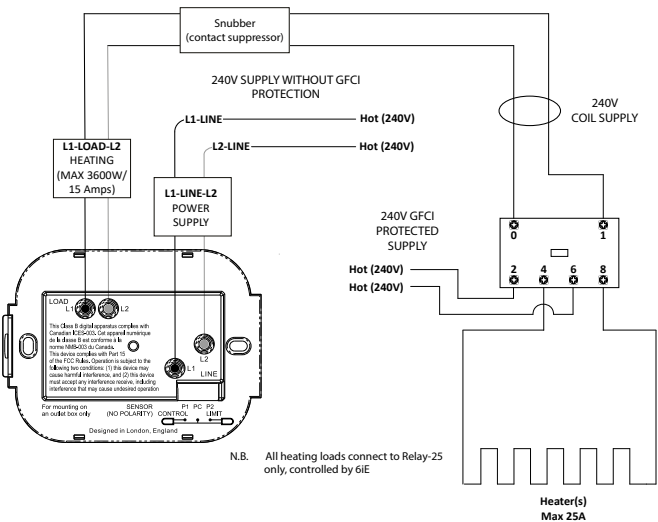 Snubber
(contact suppressor)
240V SUPPLY WITHOUT GFCI
PROTECTION
L1-LINE
Hot (240V)
L2-LINE
Hot (240V)
240V
COIL SUPPLY
L1-LOAD-L2
HEATING
(MAX 3600W/
15 Amps)
L1-LINE-L2
POWER
SUPPLY
240V GFCI
PROTECTED
SUPPLY
Hot (240V)
Hot (240V)
0 1
2 4 6 8
LOAD
L1 L2
This Class B digital apparatus complies with
Canadian ICES-003. Cet appareil numérique
de la classe B est conforme à la
norme NMB-003 du Canada.
This device complies with Part 15
of the FCC Rules. Operation is subject to the
following two conditions: (1) this device may
cause harmful interference, and (2) this device
must accept any interference receive, including
interference that may cause undesired operation
L2
L1 LINE
For mounting on
an outlet box only
SENSOR
(NO POLARITY)
P1 PC P2
CONTROL LIMIT
Designed in London, England
N.B. All heating loads connect to Relay-25
only, controlled by 6iE
Heater(s)
Max 25A